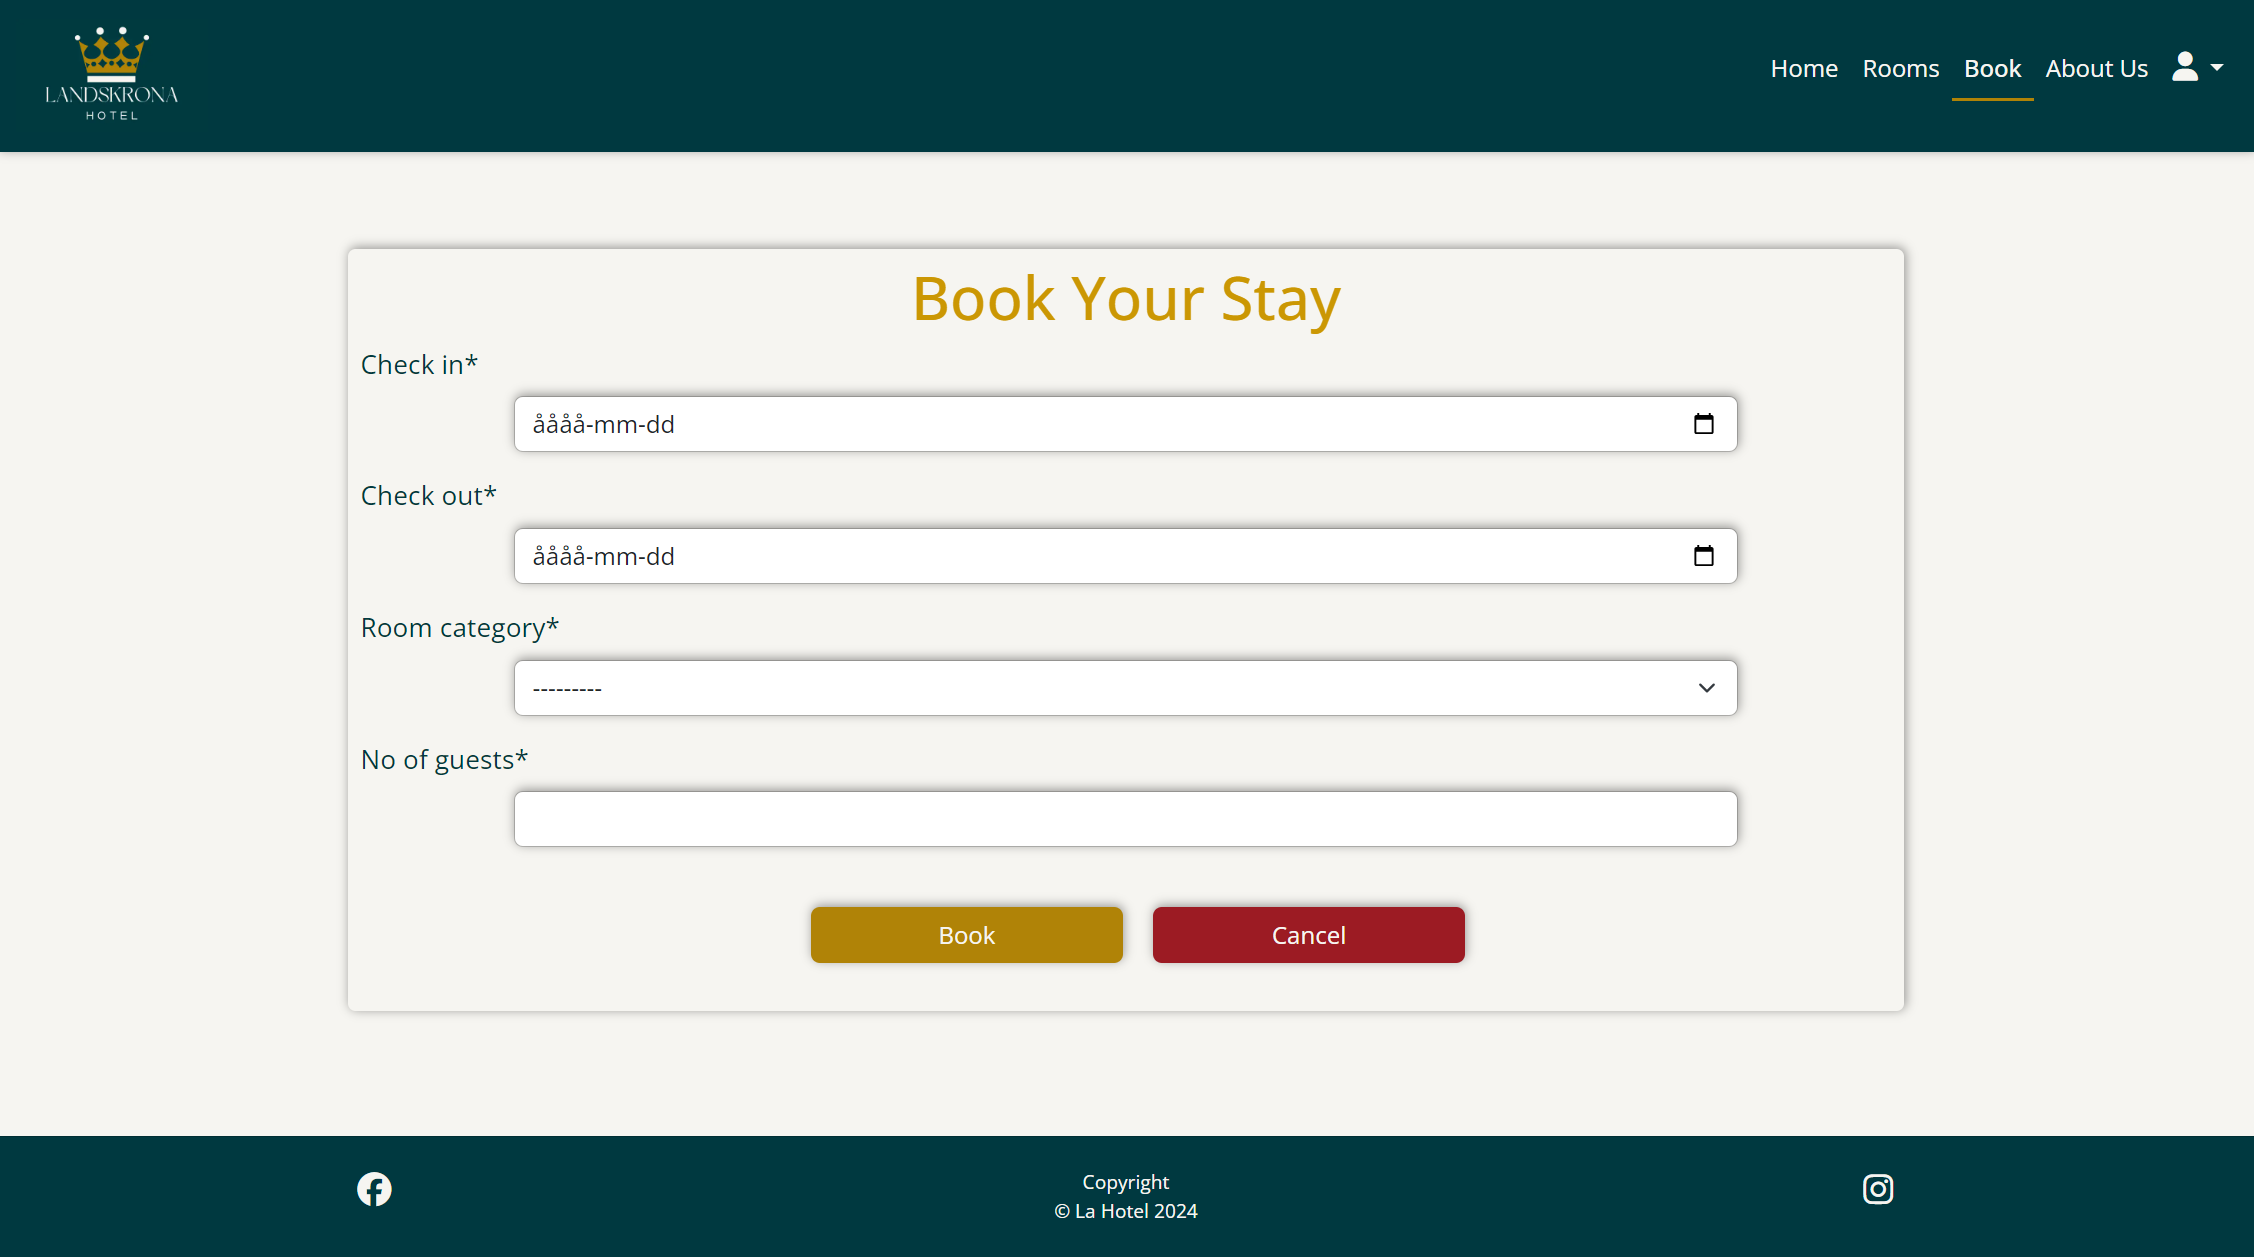 LANDSKRONA
HOTEL
Home Rooms Book About Us
Book Your Stay
Check in*
åååå-mm-dd
Check out*
åååå-mm-dd
Room category*
---------
No of guests*
Book Cancel
Copyright
© La Hotel 2024